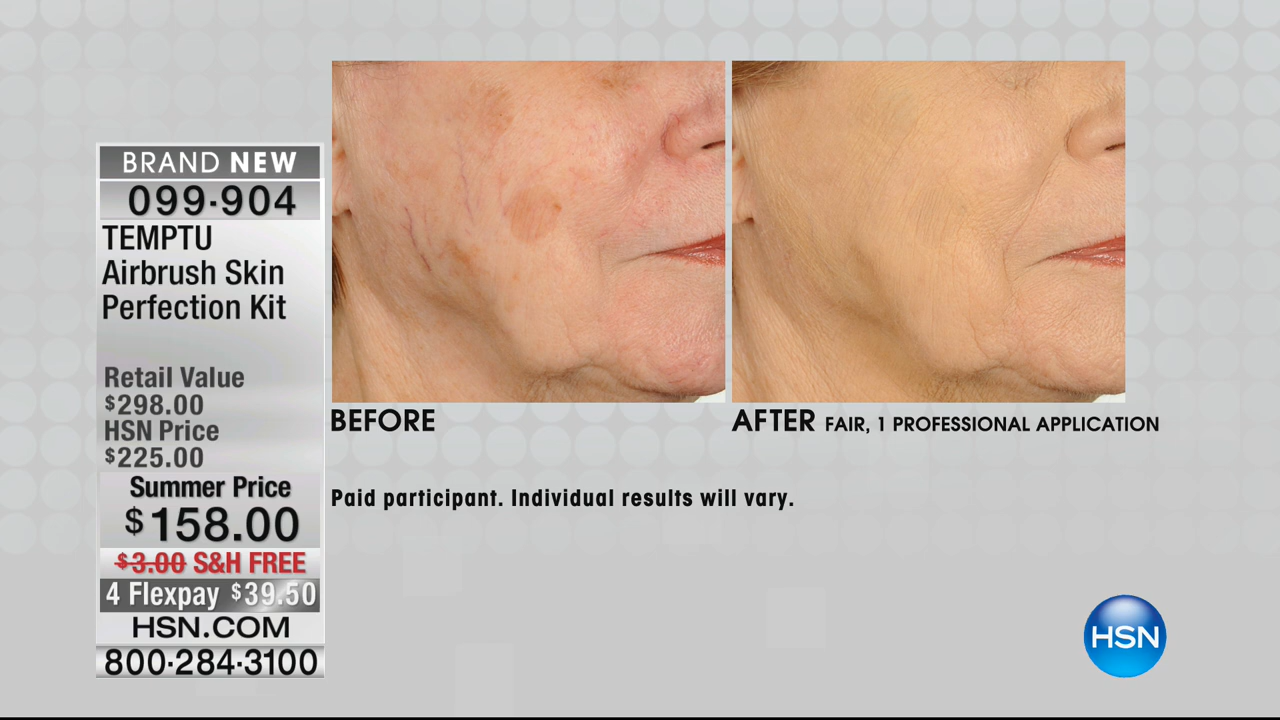 BRAND NEW
099·904
TEMPTU
Airbrush Skin
Perfection Kit
Retail Value
$298.00
HSN Price
$225.00
Summer Price
$158.00
$3.00 S&H FREE
4 Flexpay $39.50
HSN.COM
800·284·3100
BEFORE
AFTER FAIR, 1 PROFESSIONAL APPLICATION
Paid participant. Individual results will vary.
HSN